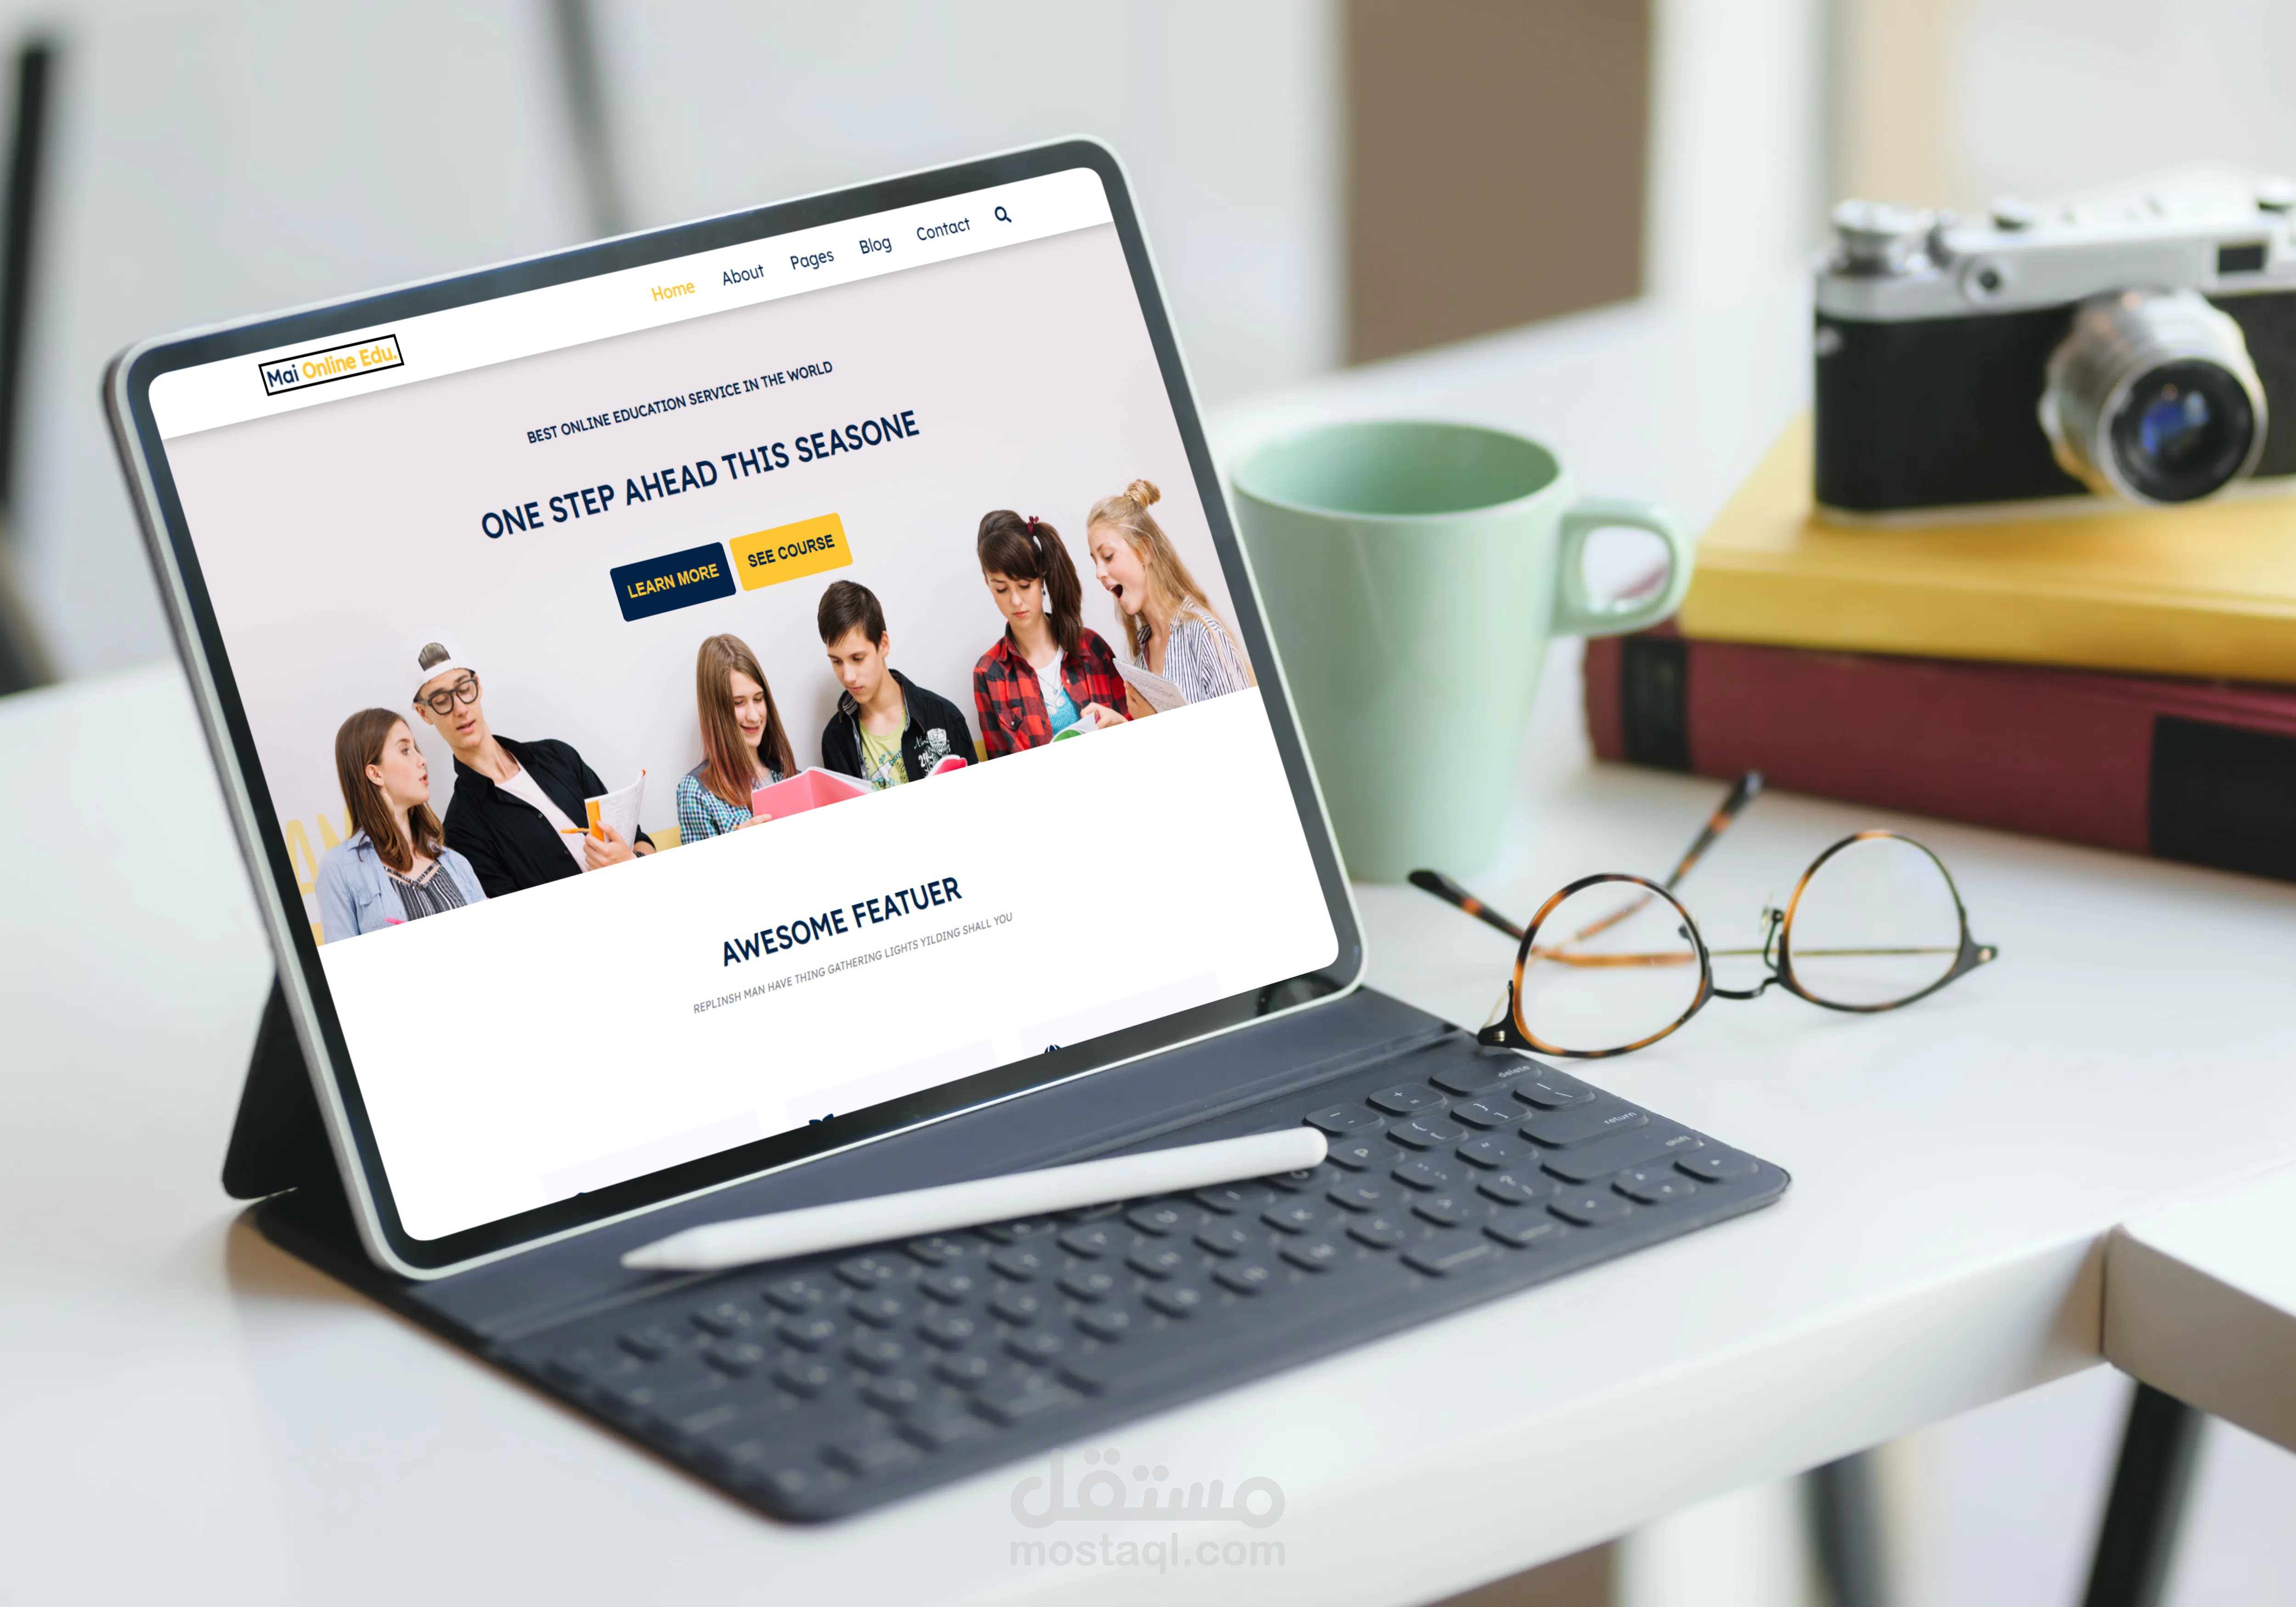 Mai Online Edu.
Home About Pages Blog Contact
BEST ONLINE EDUCATION SERVICE IN THE WORLD
ONE STEP AHEAD THIS SEASONE
LEARN MORE SEE COURSE
AWESOME FEATUER
REPLINSH MAN HAVE THING GATHERING LIGHTS YILDING SHALL YOU
delete
return
shift
مستقل
mostaql.com